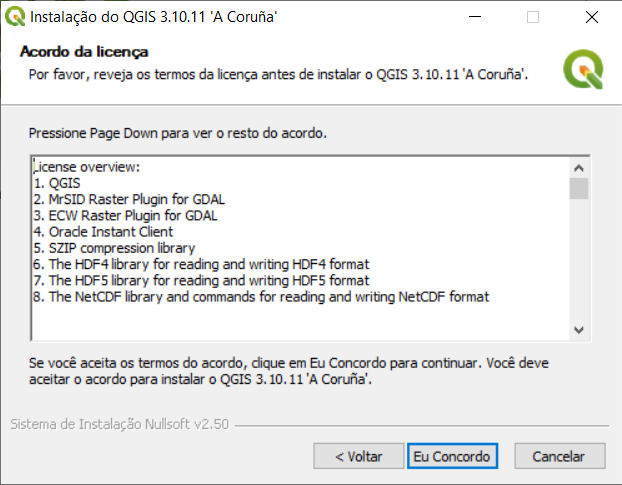 Instalação do QGIS 3.10.11 'A Coruña'
Acordo da licença
Por favor, reveja os termos da licença antes de instalar o QGIS 3.10.11 'A Coruña'.
Pressione Page Down para ver o resto do acordo.
License overview:
1. QGIS
2. MrSID Raster Plugin for GDAL
3. ECW Raster Plugin for GDAL
4. Oracle Instant Client
5. SZIP compression library
6. The HDF4 library for reading and writing HDF4 format
7. The HDF5 library for reading and writing HDF5 format
8. The NetCDF library and commands for reading and writing NetCDF format
Se você aceita os termos do acordo, clique em Eu Concordo para continuar. Você deve
aceitar o acordo para instalar o QGIS 3.10.11 'A Coruña'.
Sistema de Instalação Nullsoft v2.50
< Voltar
Eu Concordo
Cancelar